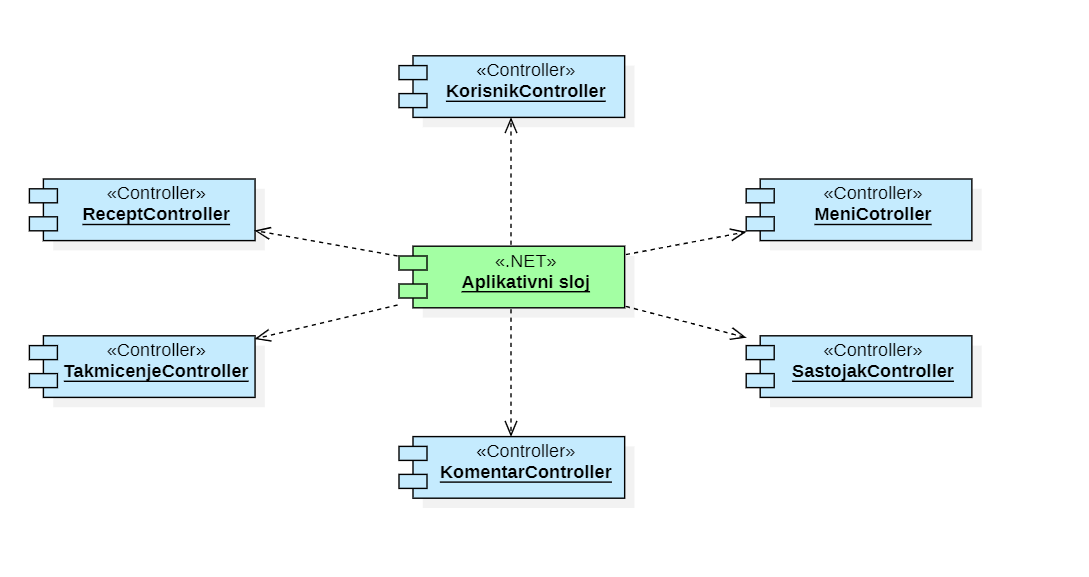 «Controller»
KorisnikController
«Controller»
ReceptController
«Controller»
MeniCotroller
«.NET»
Aplikativni sloj
«Controller»
TakmicenjeController
«Controller»
SastojakController
«Controller»
KomentarController